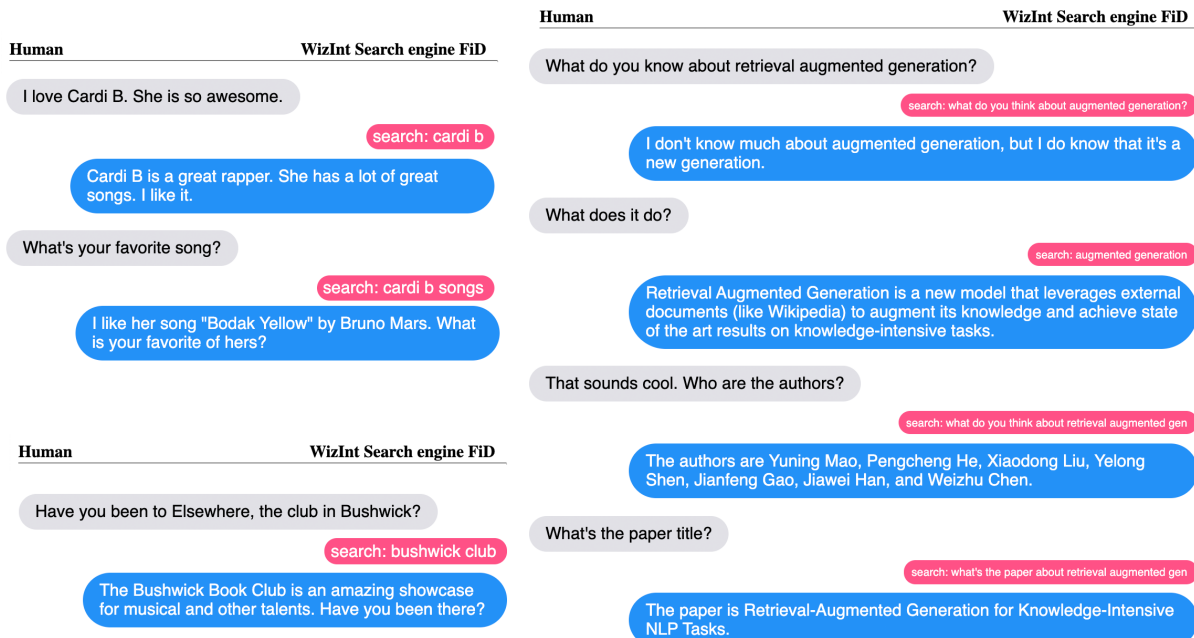 Human WizInt Search engine FiD
I love Cardi B. She is so awesome.
search: cardi b
Cardi B is a great rapper. She has a lot of great
songs. I like it.
What's your favorite song?
search: cardi b songs
I like her song "Bodak Yellow" by Bruno Mars. What
is your favorite of hers?
Human WizInt Search engine FiD
Have you been to Elsewhere, the club in Bushwick?
search: bushwick club
The Bushwick Book Club is an amazing showcase
for musical and other talents. Have you been there?
Human WizInt Search engine FiD
What do you know about retrieval augmented generation?
search: what do you think about augmented generation?
I don't know much about augmented generation, but I do know that it's a
new generation.
What does it do?
search: augmented generation
Retrieval Augmented Generation is a new model that leverages external
documents (like Wikipedia) to augment its knowledge and achieve state
of the art results on knowledge-intensive tasks.
That sounds cool. Who are the authors?
search: what do you think about retrieval augmented gen
The authors are Yuning Mao, Pengcheng He, Xiaodong Liu, Yelong
Shen, Jianfeng Gao, Jiawei Han, and Weizhu Chen.
What's the paper title?
search: what's the paper about retrieval augmented gen
The paper is Retrieval-Augmented Generation for Knowledge-Intensive
NLP Tasks.